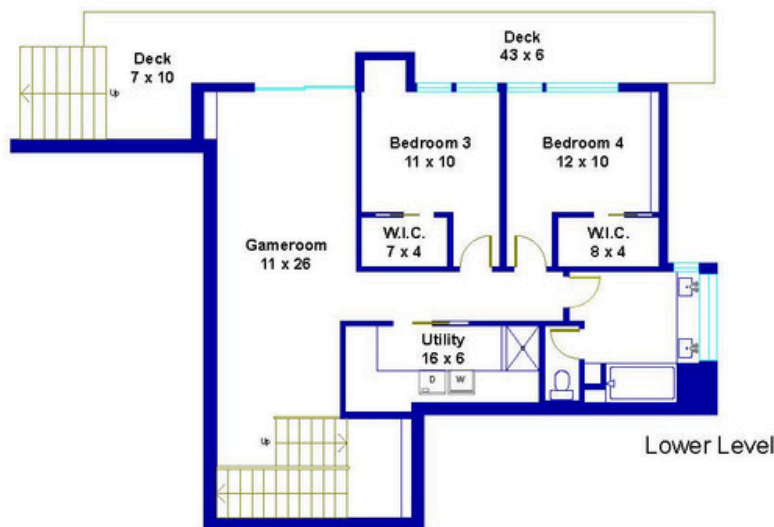 Deck
7 x 10
Up
Deck
43 x 6
Bedroom 3
11 x 10
Bedroom 4
12 x 10
W.I.C.
7 x 4
W.I.C.
8 x 4
Gameroom
11 x 26
Utility
16 x 6
D
W
Up
Lower Level